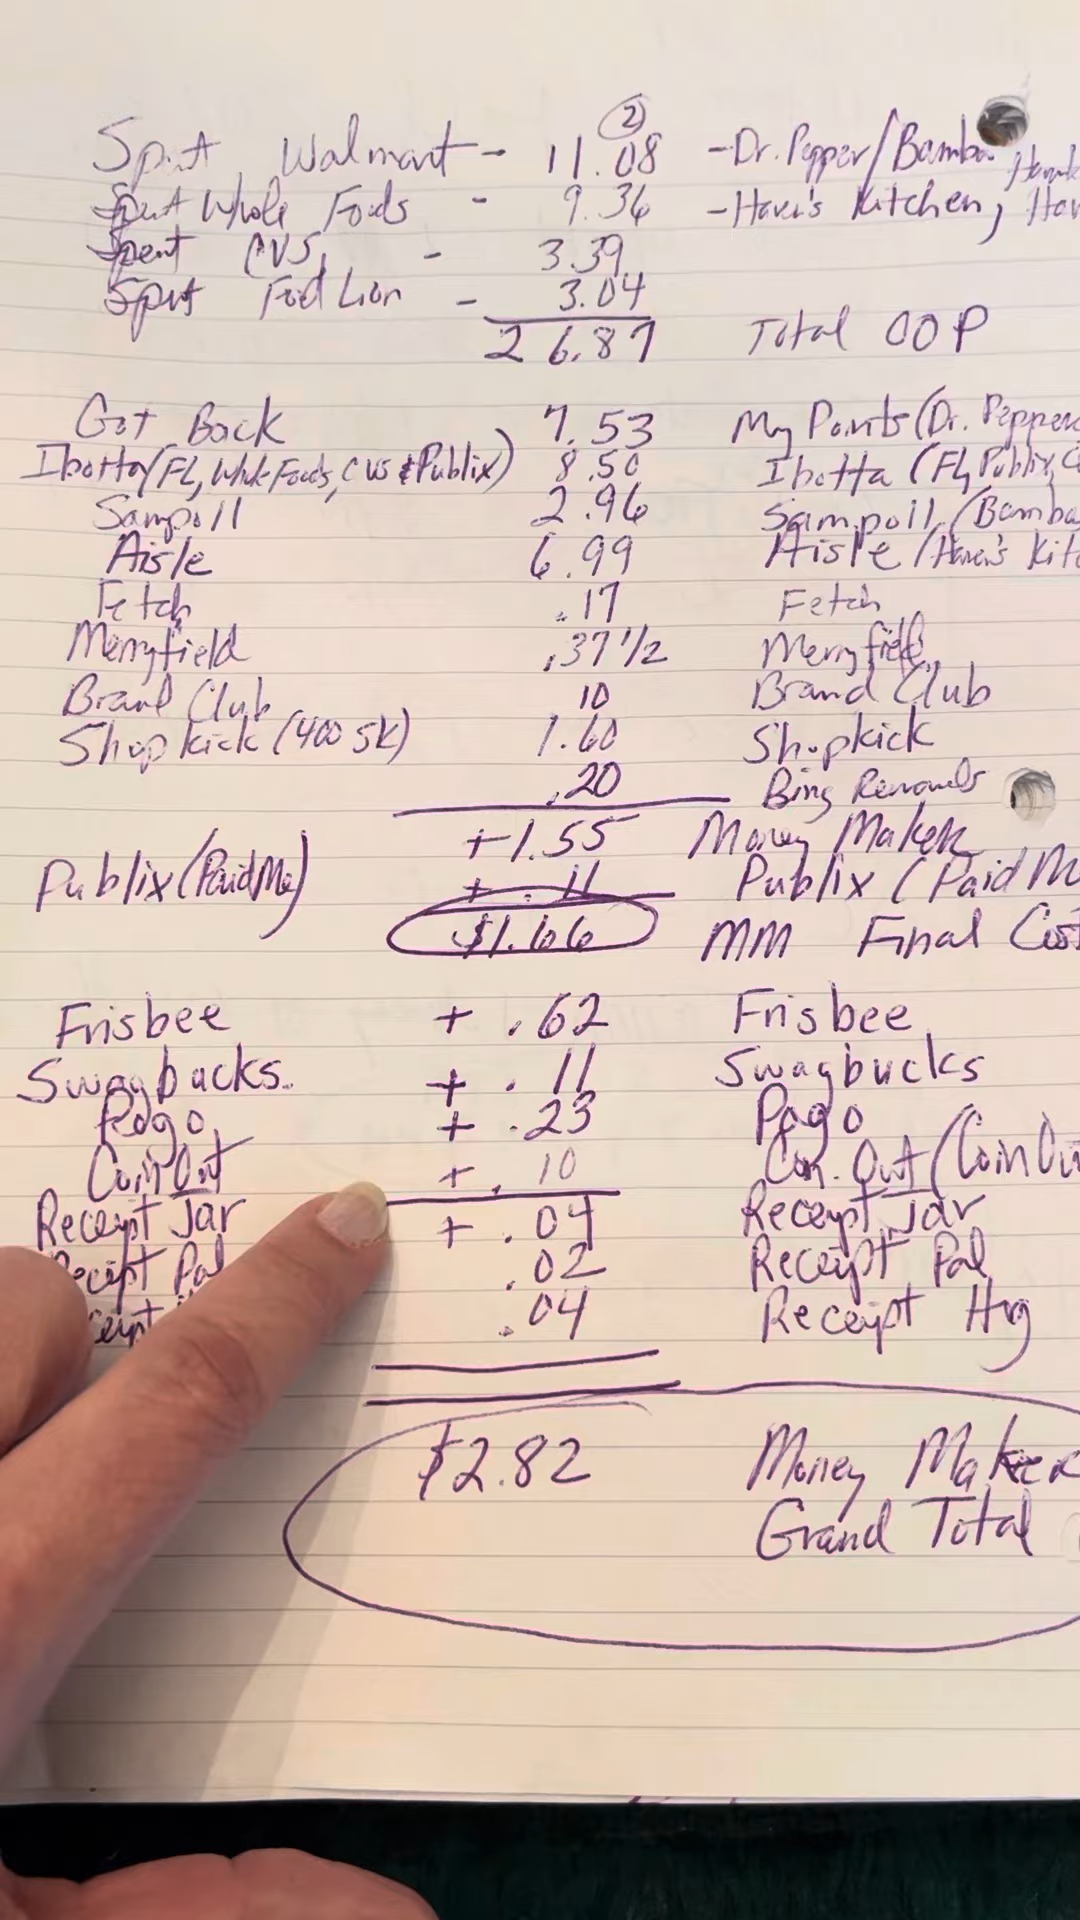 ②
Spent Walmart - 11.08 - Dr. Pepper/Bambo
Spent Whole Foods - 9.36 - Haven's Kitchen,
Spent CVS, - 3.39
Spent Food Lion - 3.04
26.87 Total OOP
Got Back 7.53 My Points (Dr. Pepper
Ibotta (FL, Whole Foods, CVS & Publix) 8.50 Ibotta (FL, Publix,
Sampoll 2.96 Sampoll (Bambo
Aisle 6.99 Aisle (Haven's Kit
Fetch .17 Fetch
Merryfield .37 1/2 Merryfield
Brand Club 10 Brand Club
Shopkick (400 SK) 1.60 Shopkick
.20 Bing Rewards
+1.55 Money Maker
Publix (Paid Me) + .11 Publix (Paid M
$1.66 MM Final Cost
Frisbee + .62 Frisbee
Swagbucks + .11 Swagbucks
Pogo + .23 Pogo
Coin Out + .10 Coin Out (Coin Ou
Receipt Jar + .04 Receipt Jar
Receipt Pal .02 Receipt Pal
ceipt .04 Receipt Hog
$2.82 Money Maker
Grand Total